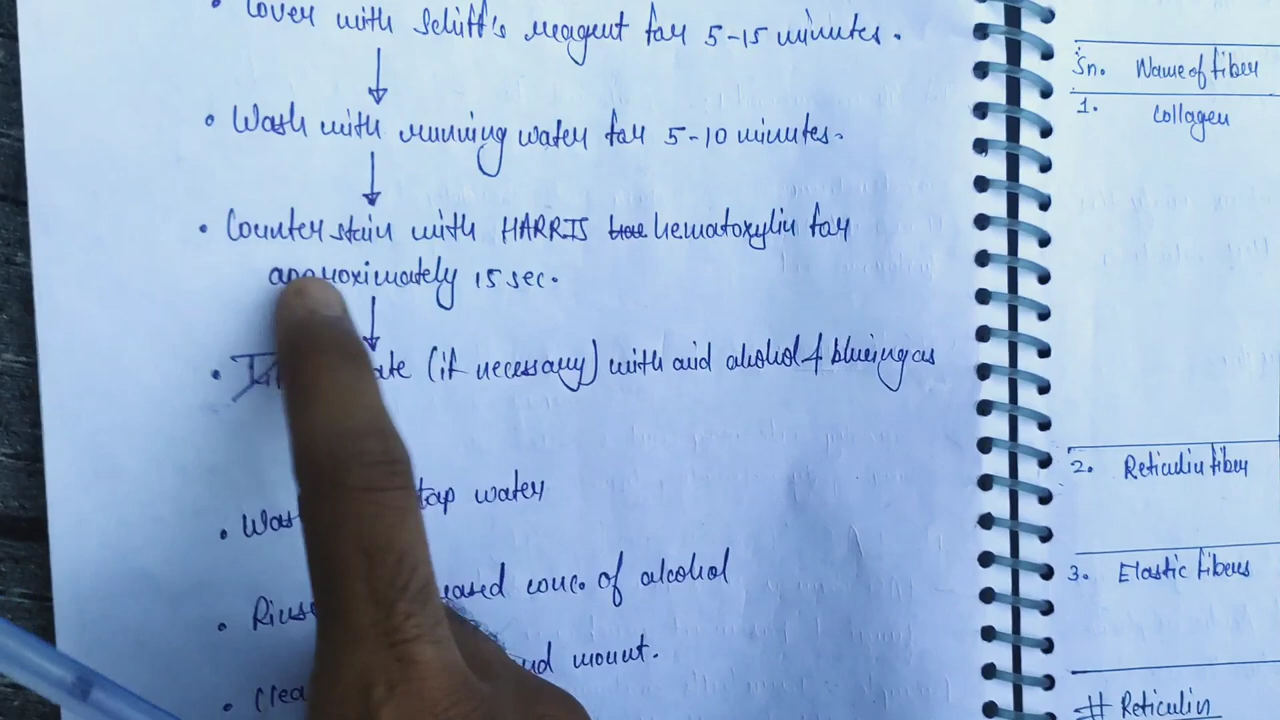 • Cover with Schiff's reagent for 5-15 minutes.
• Wash with running water for 5-10 minutes.
• Counter stain with HARRIS hematoxylin for
approximately 15 sec.
• (if necessary) with acid alcohol & blueing as
• tap water
• conc. of alcohol
• mount.
Sn. Name of fiber
1. Collagen
2. Reticulin fiber
3. Elastic fibers
# Reticulin